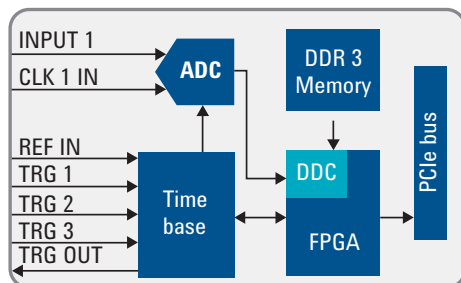 INPUT 1
CLK 1 IN
ADC
DDR 3
Memory
PCIe bus
REF IN
TRG 1
TRG 2
TRG 3
TRG OUT
Time
base
DDC
FPGA